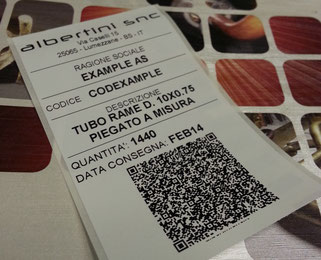 albertini snc
Via Caselli 15
25065 - Lumezzane - BS - IT
RAGIONE SOCIALE
EXAMPLE AS
CODICE CODEXAMPLE
DESCRIZIONE
TUBO RAME D. 10X0.75
PIEGATO A MISURA
QUANTITA': 1440
DATA CONSEGNA: FEB14